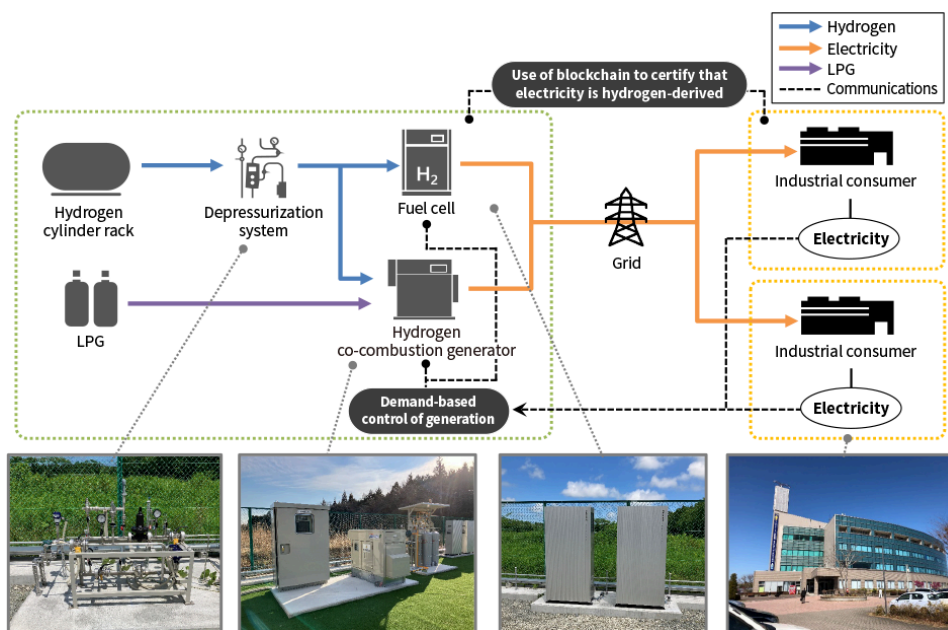 Hydrogen
Electricity
LPG
Communications
Use of blockchain to certify that
electricity is hydrogen-derived
Hydrogen
cylinder rack
Depressurization
system
H₂
Fuel cell
Grid
Industrial consumer
Electricity
LPG
Hydrogen
co-combustion generator
Industrial consumer
Demand-based
control of generation
Electricity